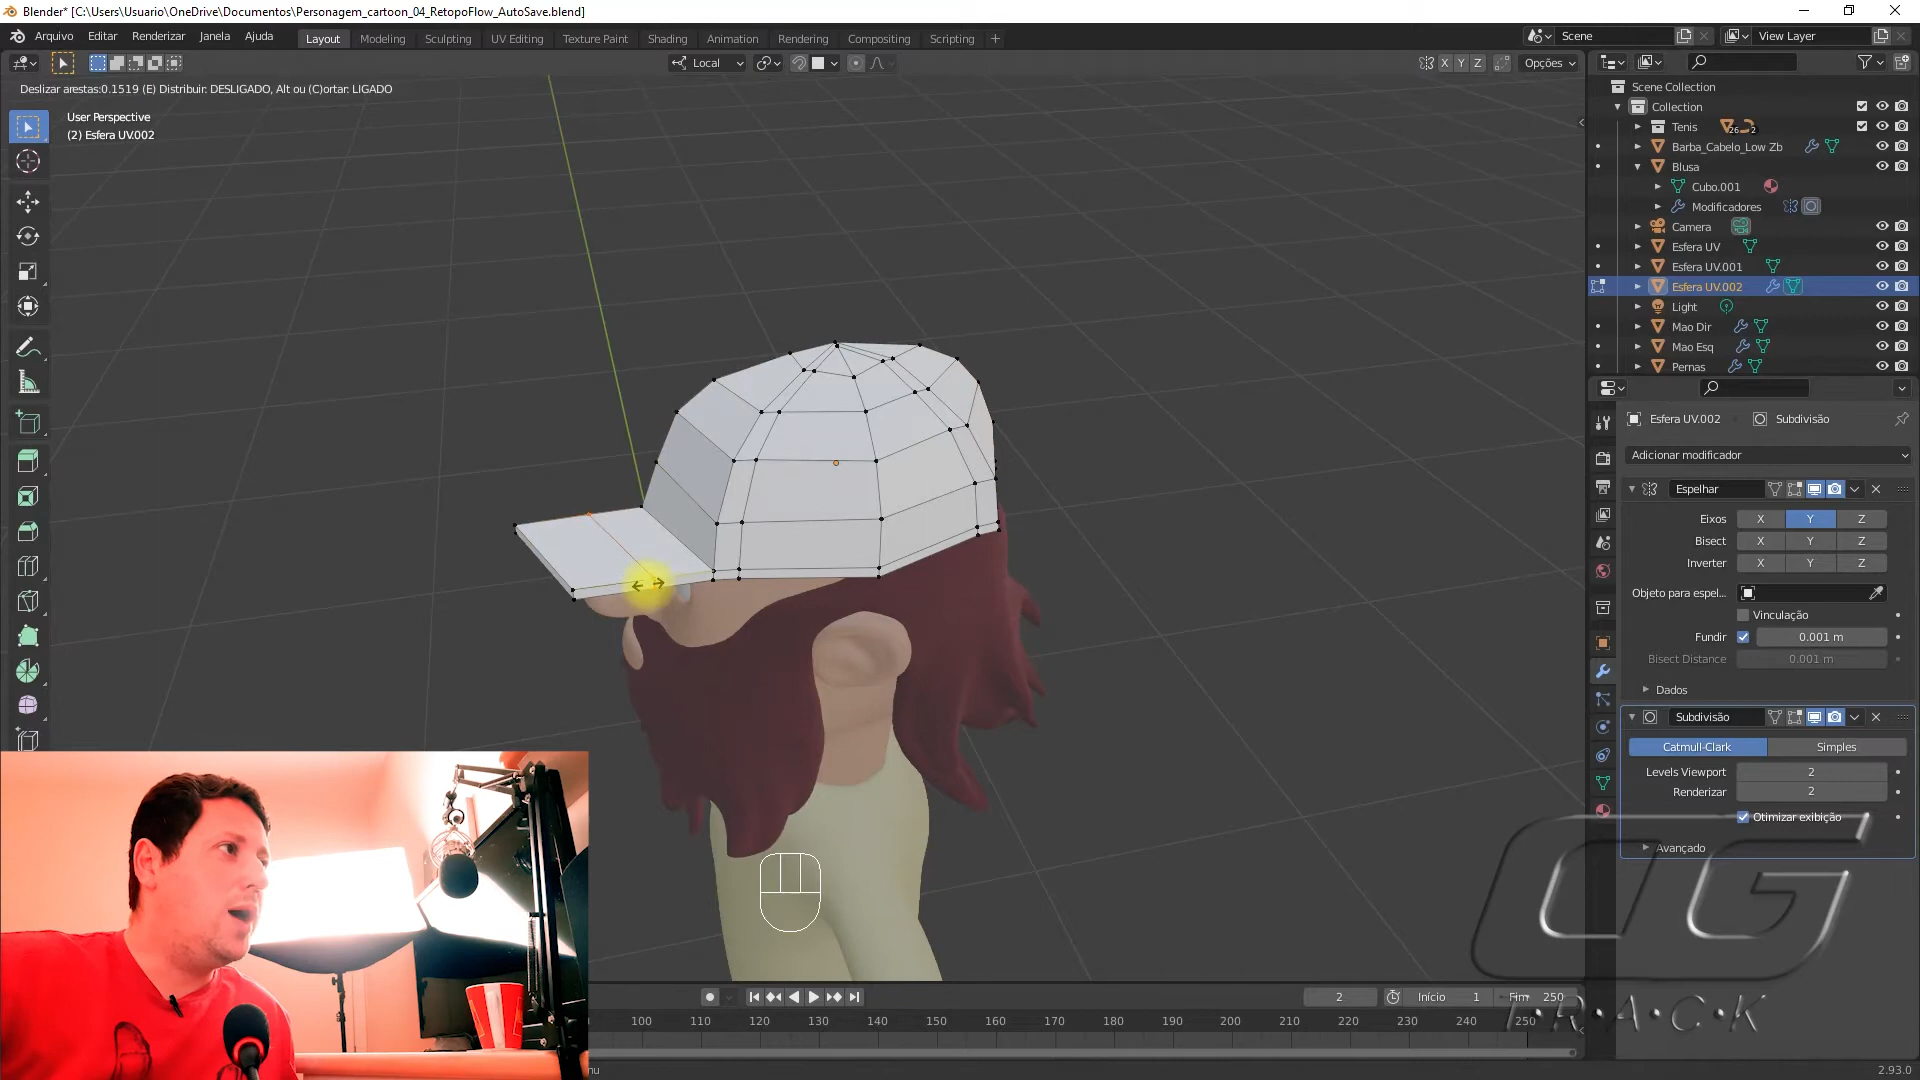 Blender* [C:\Users\Usuario\OneDrive\Documentos\Personagem_cartoon_04_RetopoFlow_AutoSave.blend]
Arquivo Editar Renderizar Janela Ajuda Layout Modeling Sculpting UV Editing Texture Paint Shading Animation Rendering Compositing Scripting + Scene View Layer
Local X Y Z Opções
Deslizar arestas:0.1519 (E) Distribuir: DESLIGADO, Alt ou (C)ortar: LIGADO
User Perspective
(2) Esfera UV.002
Scene Collection
Collection
Tenis 26 2
Barba_Cabelo_Low Zb
Blusa
Cubo.001
Modificadores
Camera
Esfera UV
Esfera UV.001
Esfera UV.002
Light
Mao Dir
Mao Esq
Pernas
Esfera UV.002 Subdivisão
Adicionar modificador
Espelhar
Eixos X Y Z
Bisect X Y Z
Inverter X Y Z
Objeto para espel...
Vinculação
Fundir 0.001 m
Bisect Distance 0.001 m
Dados
Subdivisão
Catmull-Clark Simples
Levels Viewport 2
Renderizar 2
Otimizar exibição
Avançado
CG
T·R·A·C·K
2 Início 1 Fim 250
100 110 120 130 140 150 160 170 180 190 200 210 220 230 240 250
nu
2.93.0